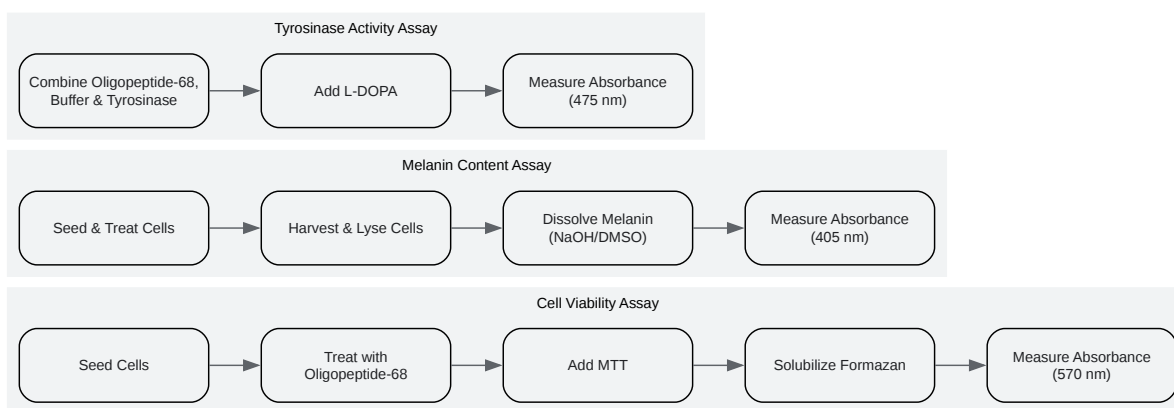 Tyrosinase Activity Assay
Combine Oligopeptide-68,
Buffer & Tyrosinase
Add L-DOPA
Measure Absorbance
(475 nm)
Melanin Content Assay
Seed & Treat Cells
Harvest & Lyse Cells
Dissolve Melanin
(NaOH/DMSO)
Measure Absorbance
(405 nm)
Cell Viability Assay
Seed Cells
Treat with
Oligopeptide-68
Add MTT
Solubilize Formazan
Measure Absorbance
(570 nm)